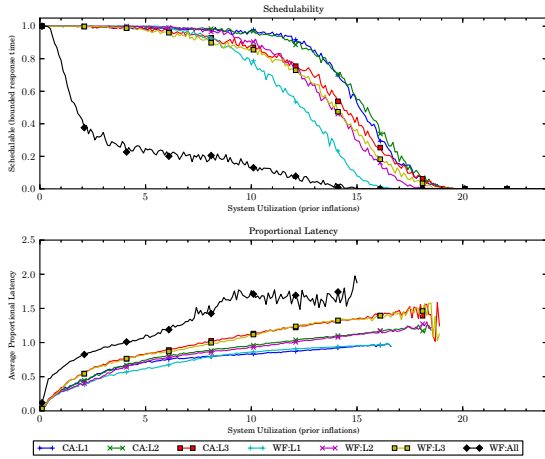 Schedulability
1.0
0.8
0.6
0.4
0.2
0.0
Schedulable (bounded response time)
0 5 10 15 20
System Utilization (prior inflations)
Proportional Latency
2.5
2.0
1.5
1.0
0.5
0.0
Average Proportional Latency
0 5 10 15 20
System Utilization (prior inflations)
CA:L1 CA:L2 CA:L3 WF:L1 WF:L2 WF:L3 WF:All